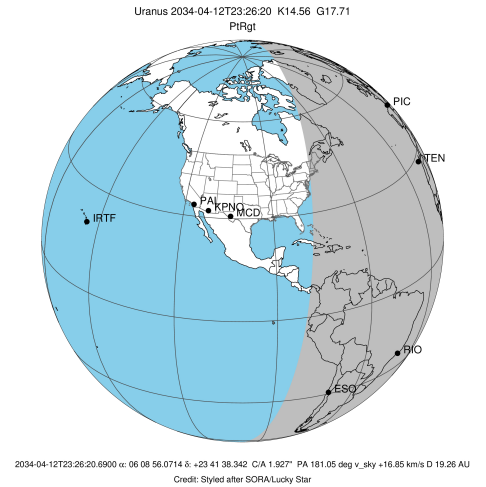 Uranus 2034-04-12T23:26:20  K14.56  G17.71
PtRgt
PIC
TEN
PAL
KPNO
MCD
IRTF
RIO
ESO
2034-04-12T23:26:20.6900 α: 06 08 56.0714 δ: +23 41 38.342  C/A 1.927"  PA 181.05 deg v_sky +16.85 km/s D 19.26 AU
Credit: Styled after SORA/Lucky Star